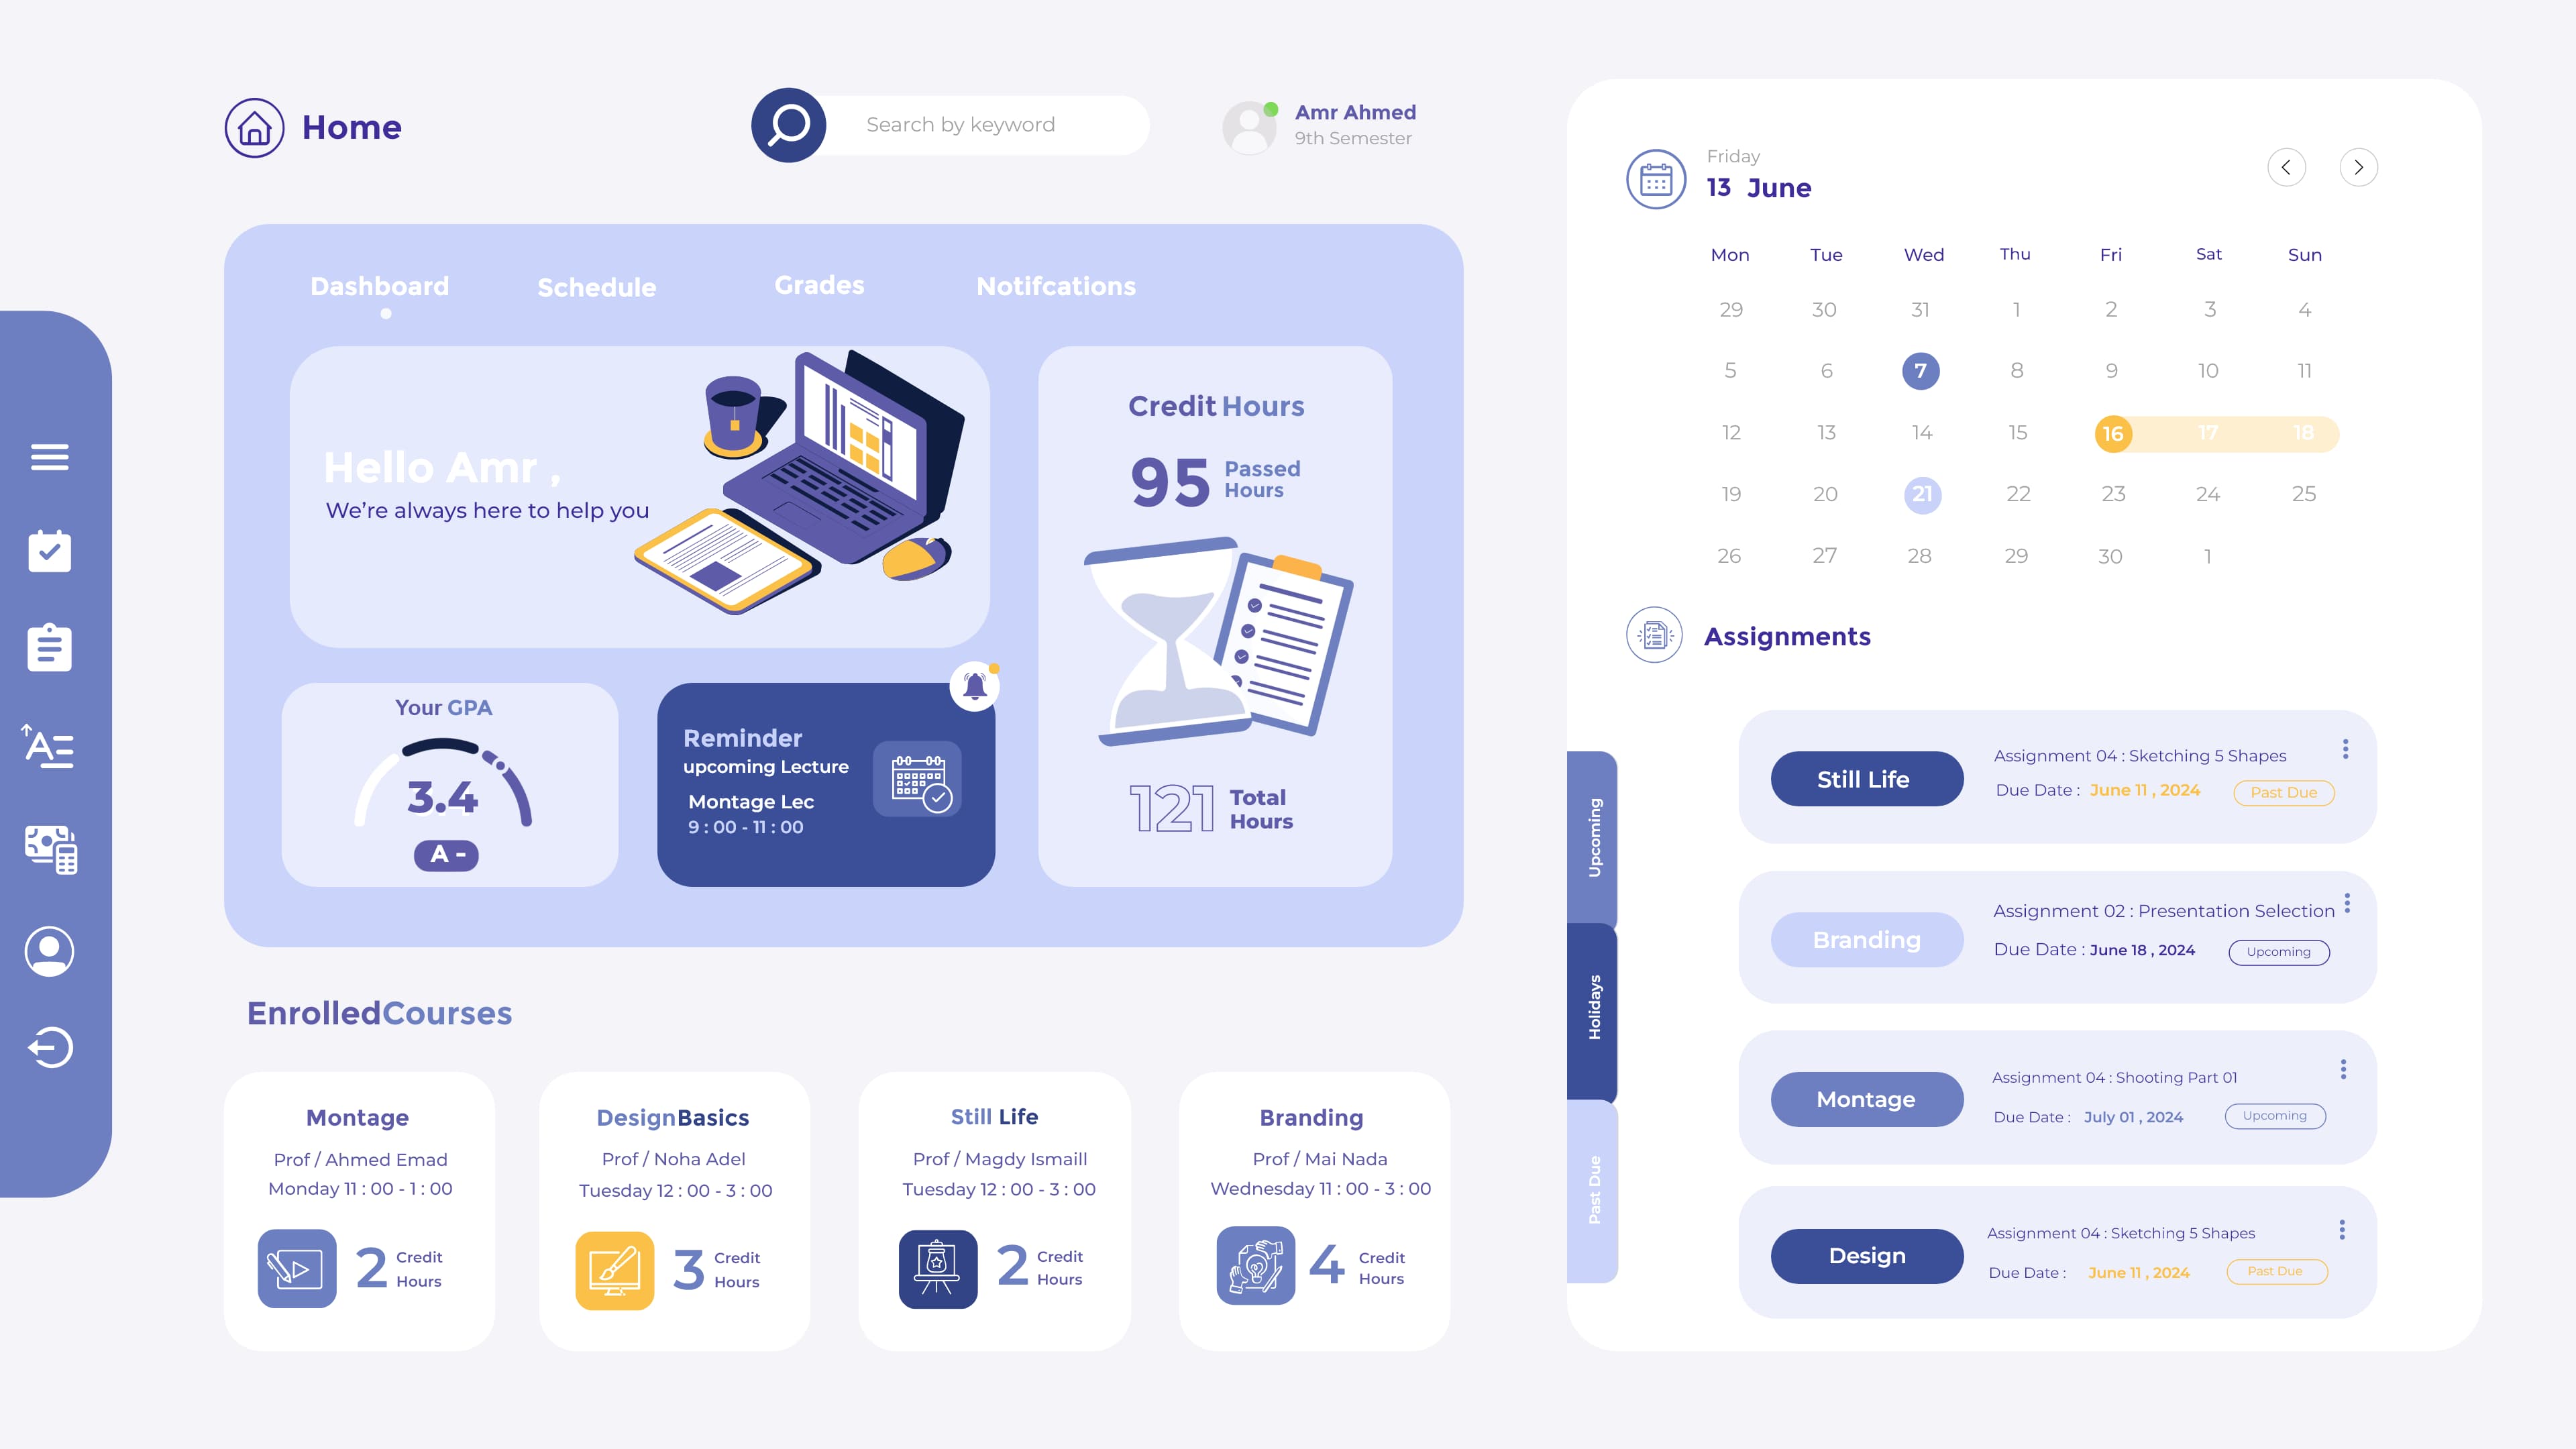 Home
Search by keyword
Amr Ahmed
9th Semester
Dashboard
Schedule
Grades
Notifcations
Hello Amr ,
We're always here to help you
Credit Hours
95 Passed Hours
121 Total Hours
Your GPA
3.4
A -
Reminder
upcoming Lecture
Montage Lec
9 : 00 - 11 : 00
EnrolledCourses
Montage
Prof / Ahmed Emad
Monday 11 : 00 - 1 : 00
2 Credit Hours
DesignBasics
Prof / Noha Adel
Tuesday 12 : 00 - 3 : 00
3 Credit Hours
Still Life
Prof / Magdy Ismaill
Tuesday 12 : 00 - 3 : 00
2 Credit Hours
Branding
Prof / Mai Nada
Wednesday 11 : 00 - 3 : 00
4 Credit Hours
Friday
13 June
Mon Tue Wed Thu Fri Sat Sun
29 30 31 1 2 3 4
5 6 7 8 9 10 11
12 13 14 15 16 17 18
19 20 21 22 23 24 25
26 27 28 29 30 1
Assignments
Upcoming
Holidays
Past Due
Still Life
Assignment 04 : Sketching 5 Shapes
Due Date : June 11 , 2024
Past Due
Branding
Assignment 02 : Presentation Selection
Due Date : June 18 , 2024
Upcoming
Montage
Assignment 04 : Shooting Part 01
Due Date : July 01 , 2024
Upcoming
Design
Assignment 04 : Sketching 5 Shapes
Due Date : June 11 , 2024
Past Due